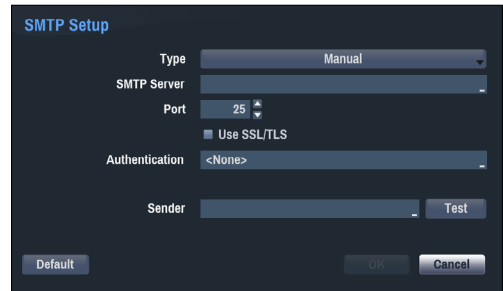 SMTP Setup
Type Manual
SMTP Server
Port 25
Use SSL/TLS
Authentication <None>
Sender Test
Default OK Cancel